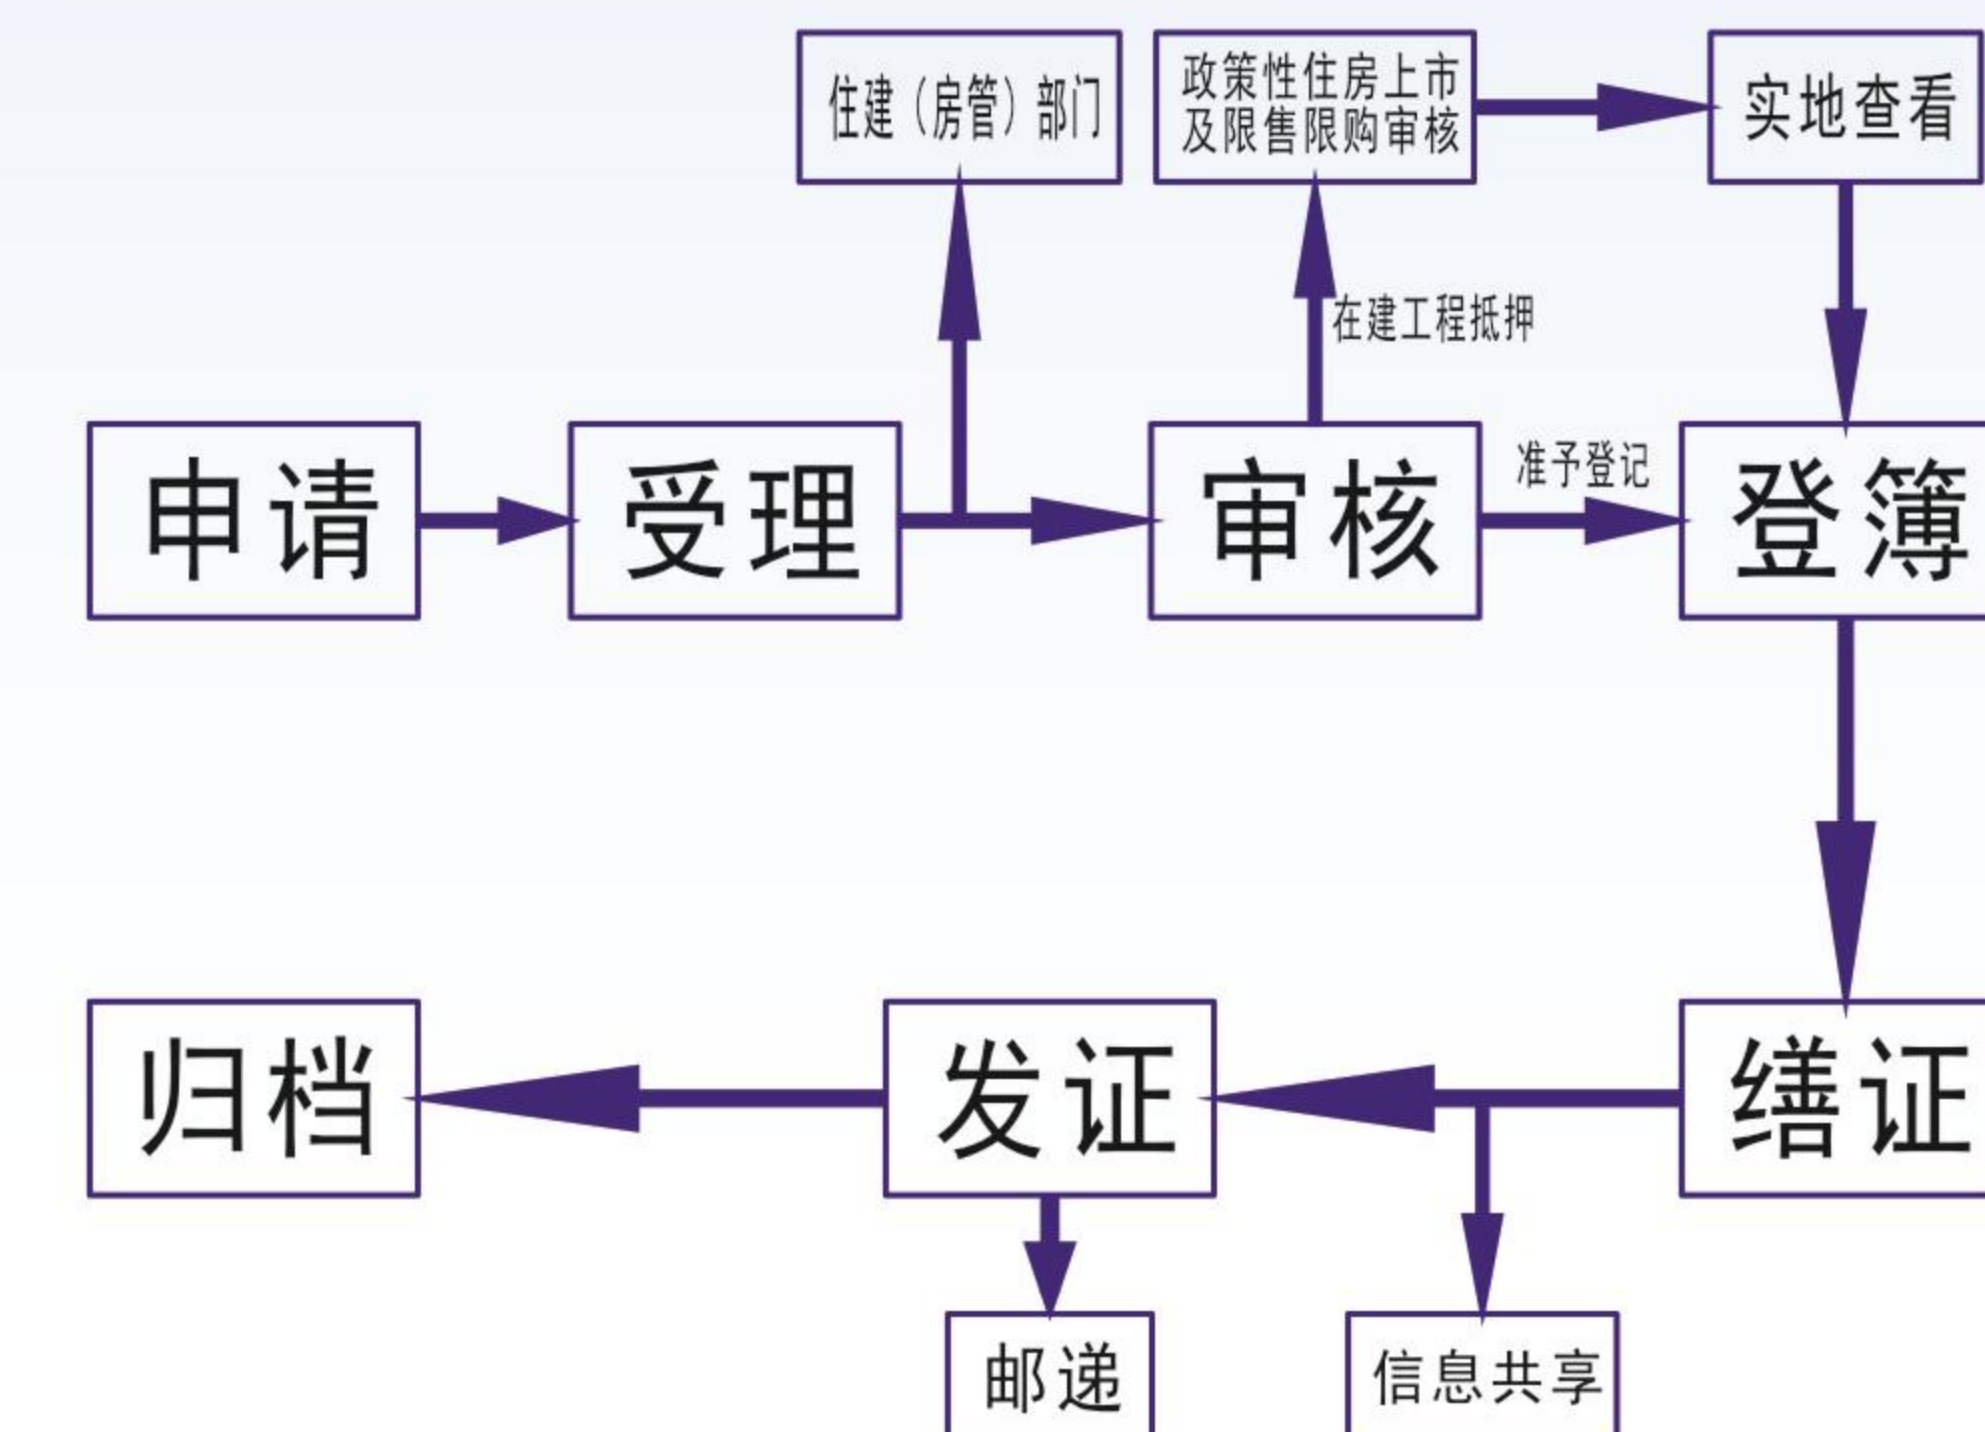 住建（房管）部门
政策性住房上市
及限售限购审核
实地查看
在建工程抵押
申请
受理
审核
准予登记
登簿
归档
发证
缮证
邮递
信息共享